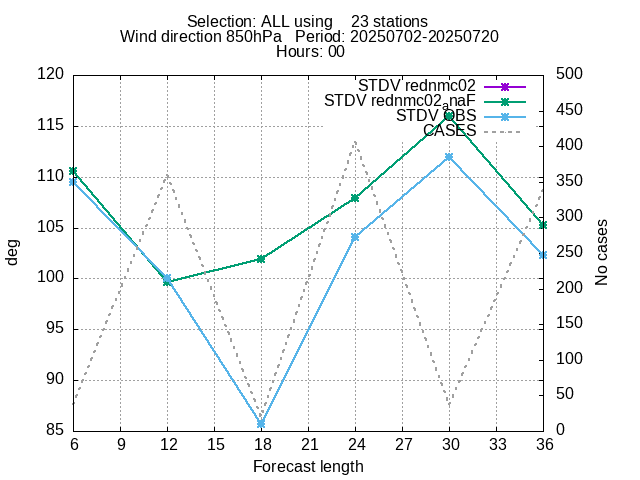 Selection: ALL using 23 stations
Wind direction 850hPa Period: 20250702-20250720
Hours: 00
STDV rednmc02
STDV rednmc02_naF
STDV OBS
CASES
120
115
110
105
100
95
90
85
deg
500
450
400
350
300
250
200
150
100
50
0
No cases
6 9 12 15 18 21 24 27 30 33 36
Forecast length